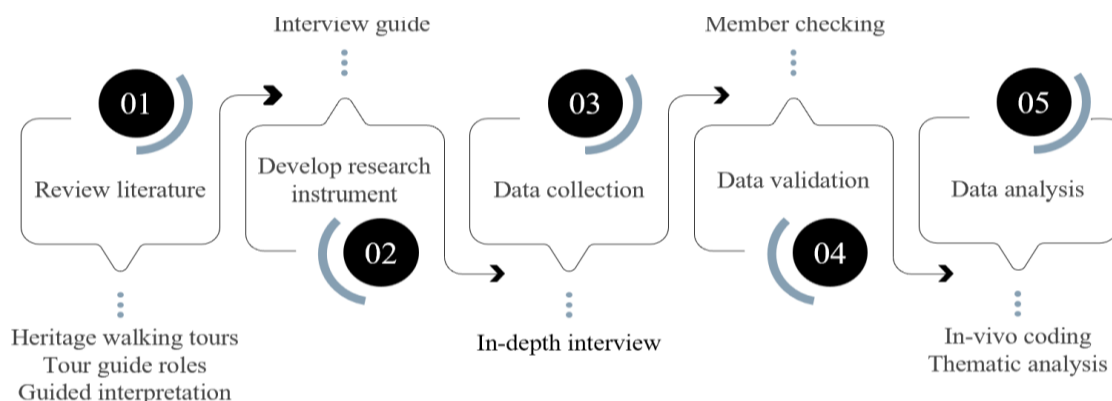 01
Review literature
Heritage walking tours
Tour guide roles
Guided interpretation
Interview guide
Develop research
instrument
02
03
Data collection
In-depth interview
Member checking
Data validation
04
05
Data analysis
In-vivo coding
Thematic analysis